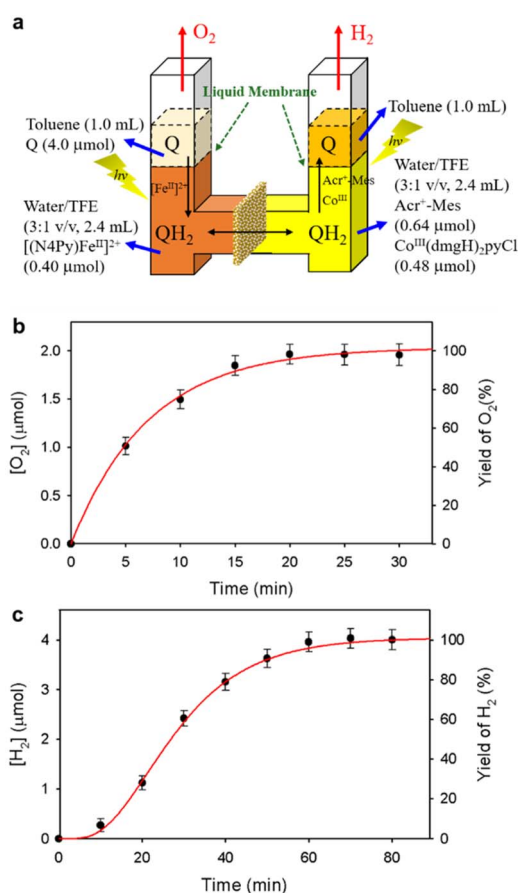 a
O₂
H₂
Liquid Membrane
Toluene (1.0 mL)
Q (4.0 μmol)
Toluene (1.0 mL)
Q
Q
hν
hν
[Feᴵᴵ]²⁺
Acr⁺-Mes
Coᴵᴵᴵ
Water/TFE
(3:1 v/v, 2.4 mL)
[(N4Py)Feᴵᴵ]²⁺
(0.40 μmol)
QH₂
QH₂
Water/TFE
(3:1 v/v, 2.4 mL)
Acr⁺-Mes
(0.64 μmol)
Coᴵᴵᴵ(dmgH)₂pyCl
(0.48 μmol)
b
[O₂] (μmol)
2.0
1.5
1.0
0.5
0.0
100
80
60
40
20
0
Yield of O₂(%)
0 5 10 15 20 25 30
Time (min)
c
[H₂] (μmol)
4
3
2
1
0
100
80
60
40
20
0
Yield of H₂ (%)
0 20 40 60 80
Time (min)